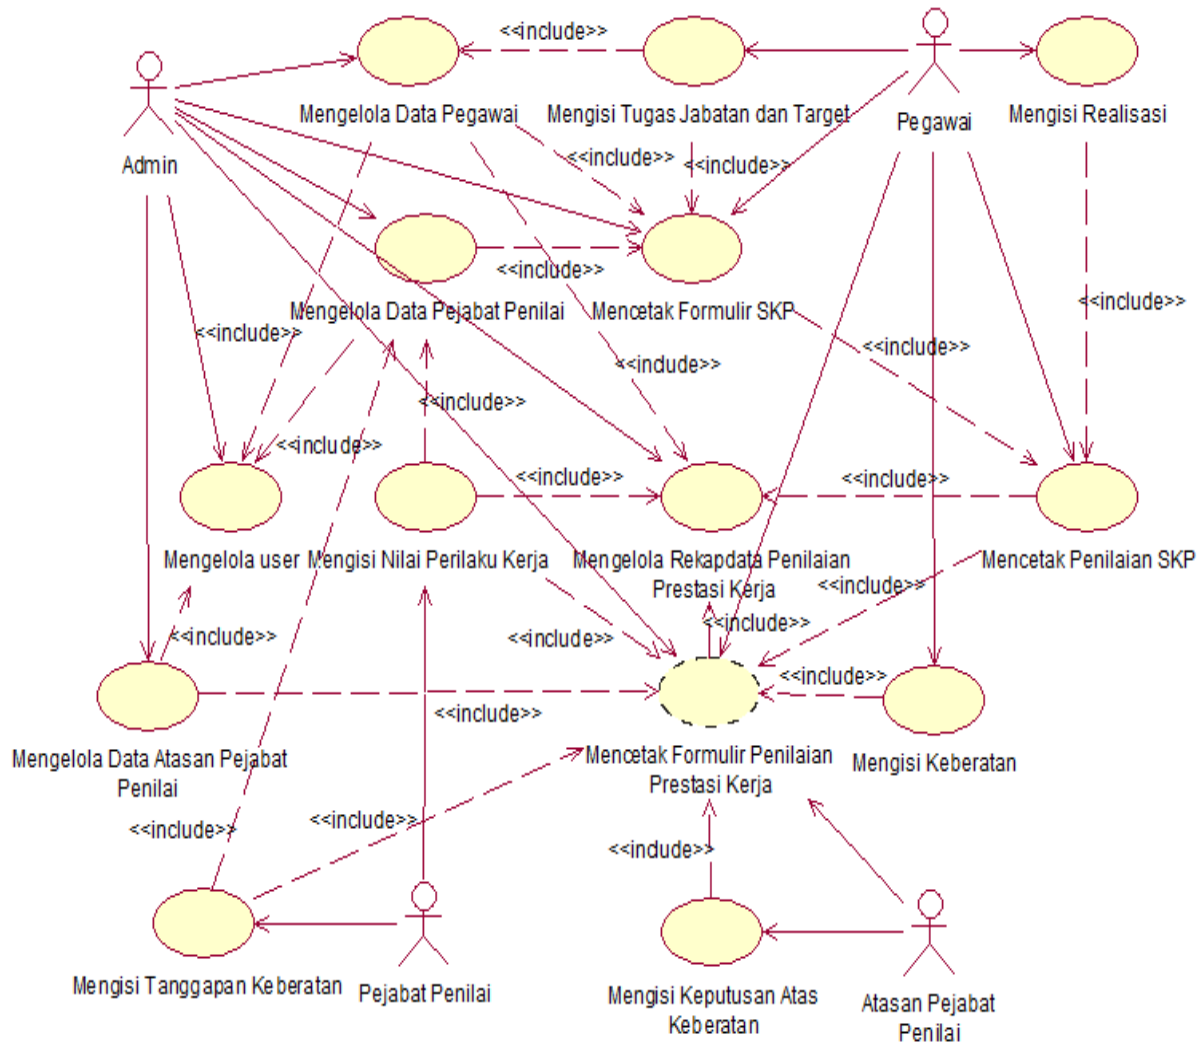 <<include>>
Mengelola Data Pegawai
Mengisi Tugas Jabatan dan Target
Pegawai
Mengisi Realisasi
Admin
<<include>>
<<include>>
<<include>>
Mengelola Data Pejabat Penilai
Mencetak Formulir SKP
<<include>>
<<include>>
<<include>>
<<include>>
<<include>>
<<include>>
<<include>>
<<include>>
<<include>>
Mengelola user
Mengisi Nilai Perilaku Kerja
Mengelola Rekapdata Penilaian
Prestasi Kerja
Mencetak Penilaian SKP
<<include>>
<<include>>
<<include>>
<<include>>
<<include>>
<<include>>
Mengelola Data Atasan Pejabat
Penilai
Mencetak Formulir Penilaian
Prestasi Kerja
Mengisi Keberatan
<<include>>
<<include>>
<<include>>
Mengisi Tanggapan Keberatan
Pejabat Penilai
Mengisi Keputusan Atas
Keberatan
Atasan Pejabat
Penilai